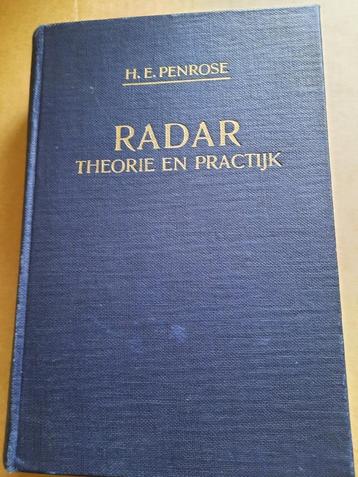 H. E. PENROSE
RADAR
THEORIE EN PRACTIJK